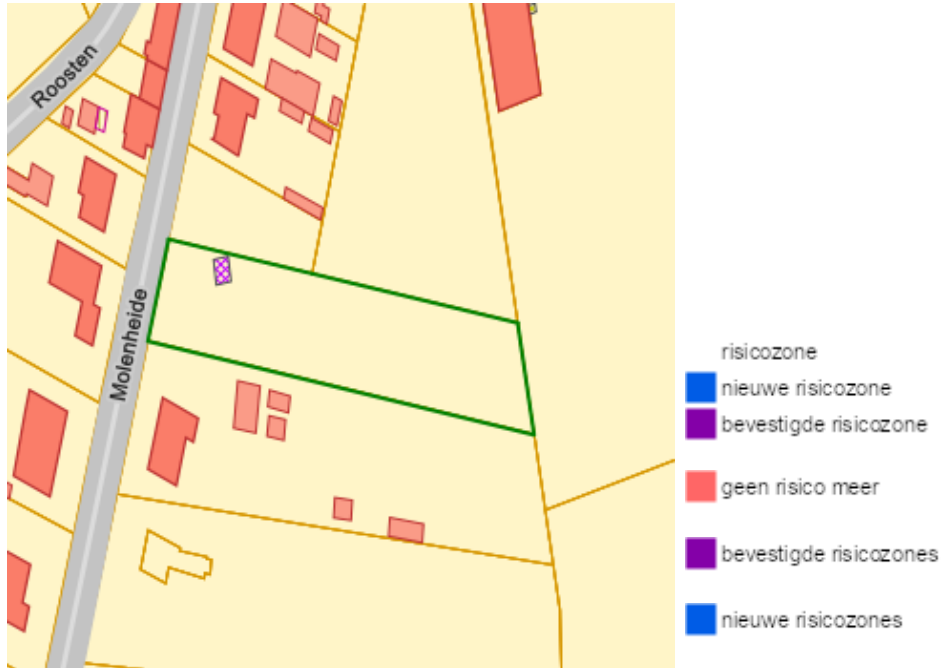 Roosten
Molenheide
risicozone
nieuwe risicozone
bevestigde risicozone
geen risico meer
bevestigde risicozones
nieuwe risicozones